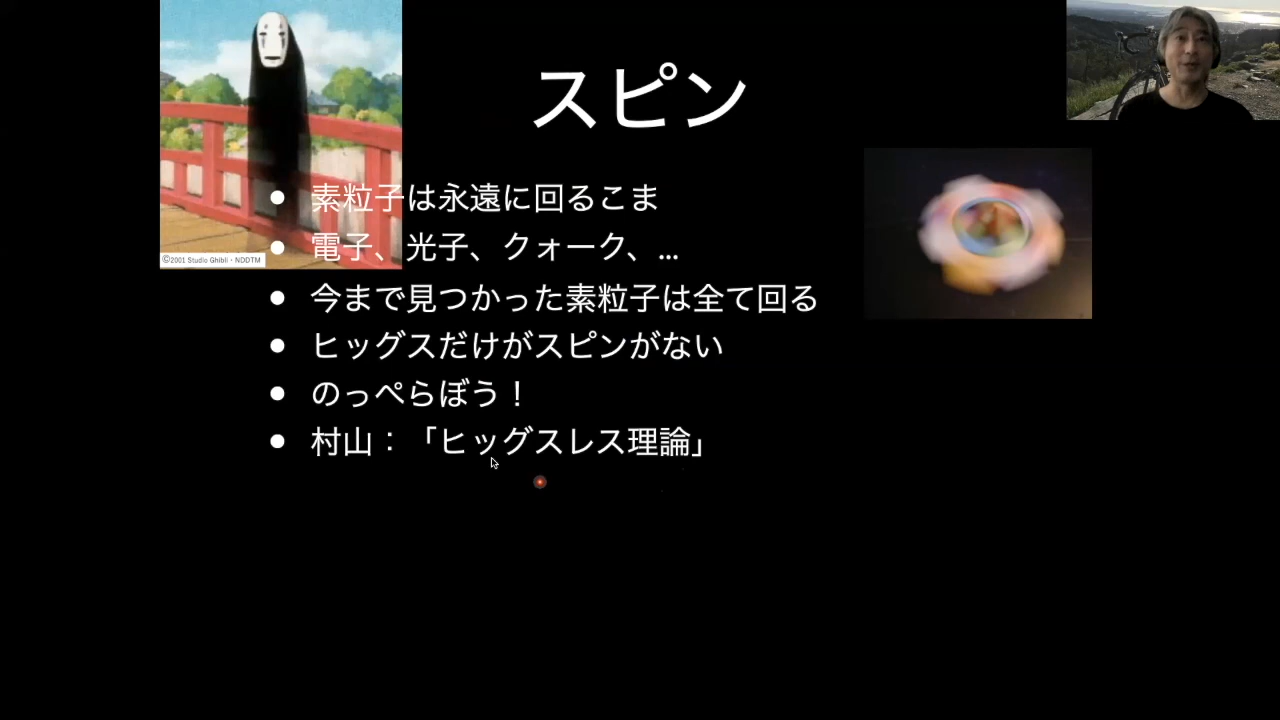 スピン
素粒子は永遠に回るこま
電子、光子、クォーク、...
今まで見つかった素粒子は全て回る
ヒッグスだけがスピンがない
のっぺらぼう！
村山：「ヒッグスレス理論」
©2001 Studio Ghibli・NDDTM